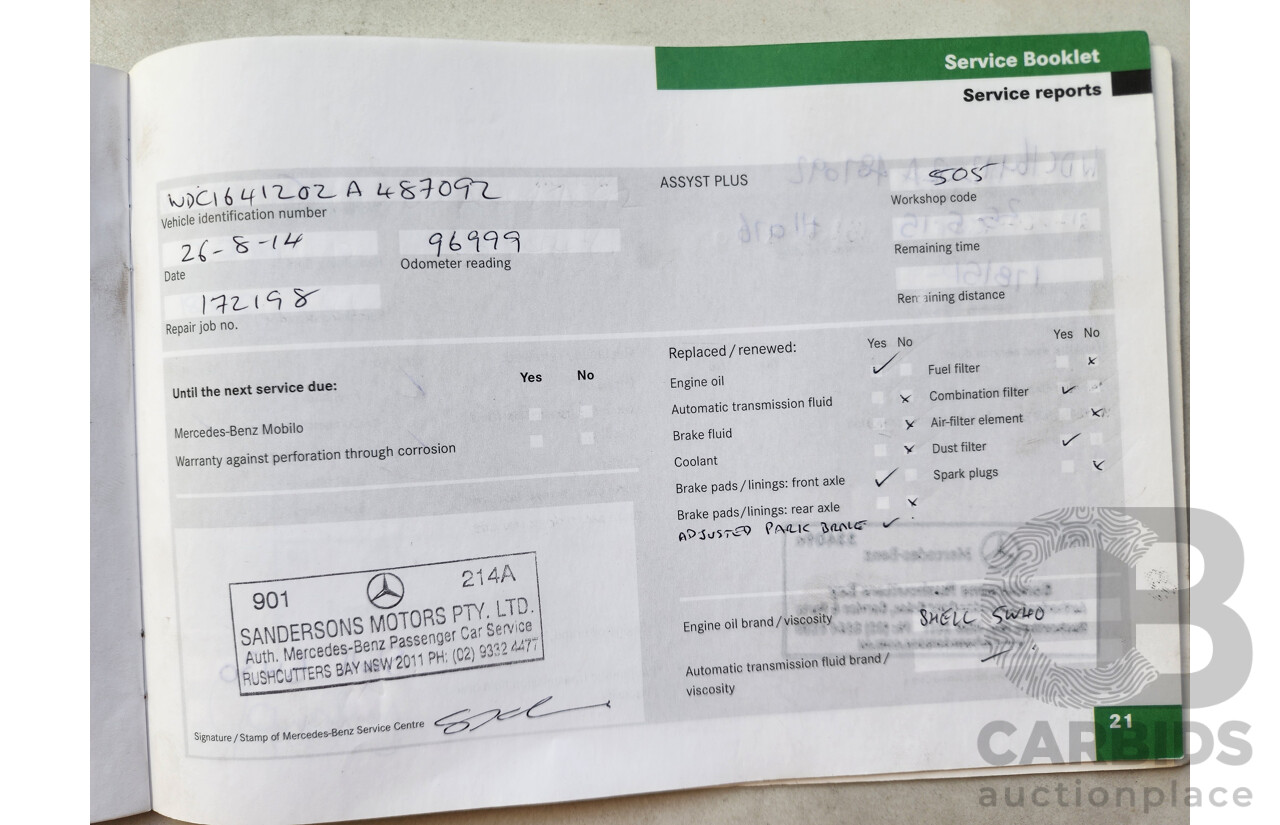 Service Booklet
Service reports
WDC1641202A487092
Vehicle identification number
26-8-14
Date
96999
Odometer reading
172198
Repair job no.
ASSYST PLUS
505
Workshop code
Remaining time
Remaining distance
Until the next service due:
Yes No
Mercedes-Benz Mobilo
Warranty against perforation through corrosion
Replaced / renewed:
Yes No
Engine oil
Automatic transmission fluid
Brake fluid
Coolant
Brake pads / linings: front axle
Brake pads/linings: rear axle
ADJUSTED PARK BRAKE
Yes No
Fuel filter
Combination filter
Air-filter element
Dust filter
Spark plugs
901 214A
SANDERSONS MOTORS PTY. LTD.
Auth. Mercedes-Benz Passenger Car Service
RUSHCUTTERS BAY NSW 2011 PH: (02) 9332 4477
Signature / Stamp of Mercedes-Benz Service Centre
Engine oil brand / viscosity
SHELL 5W40
Automatic transmission fluid brand /
viscosity
21
CARBIDS
auctionplace